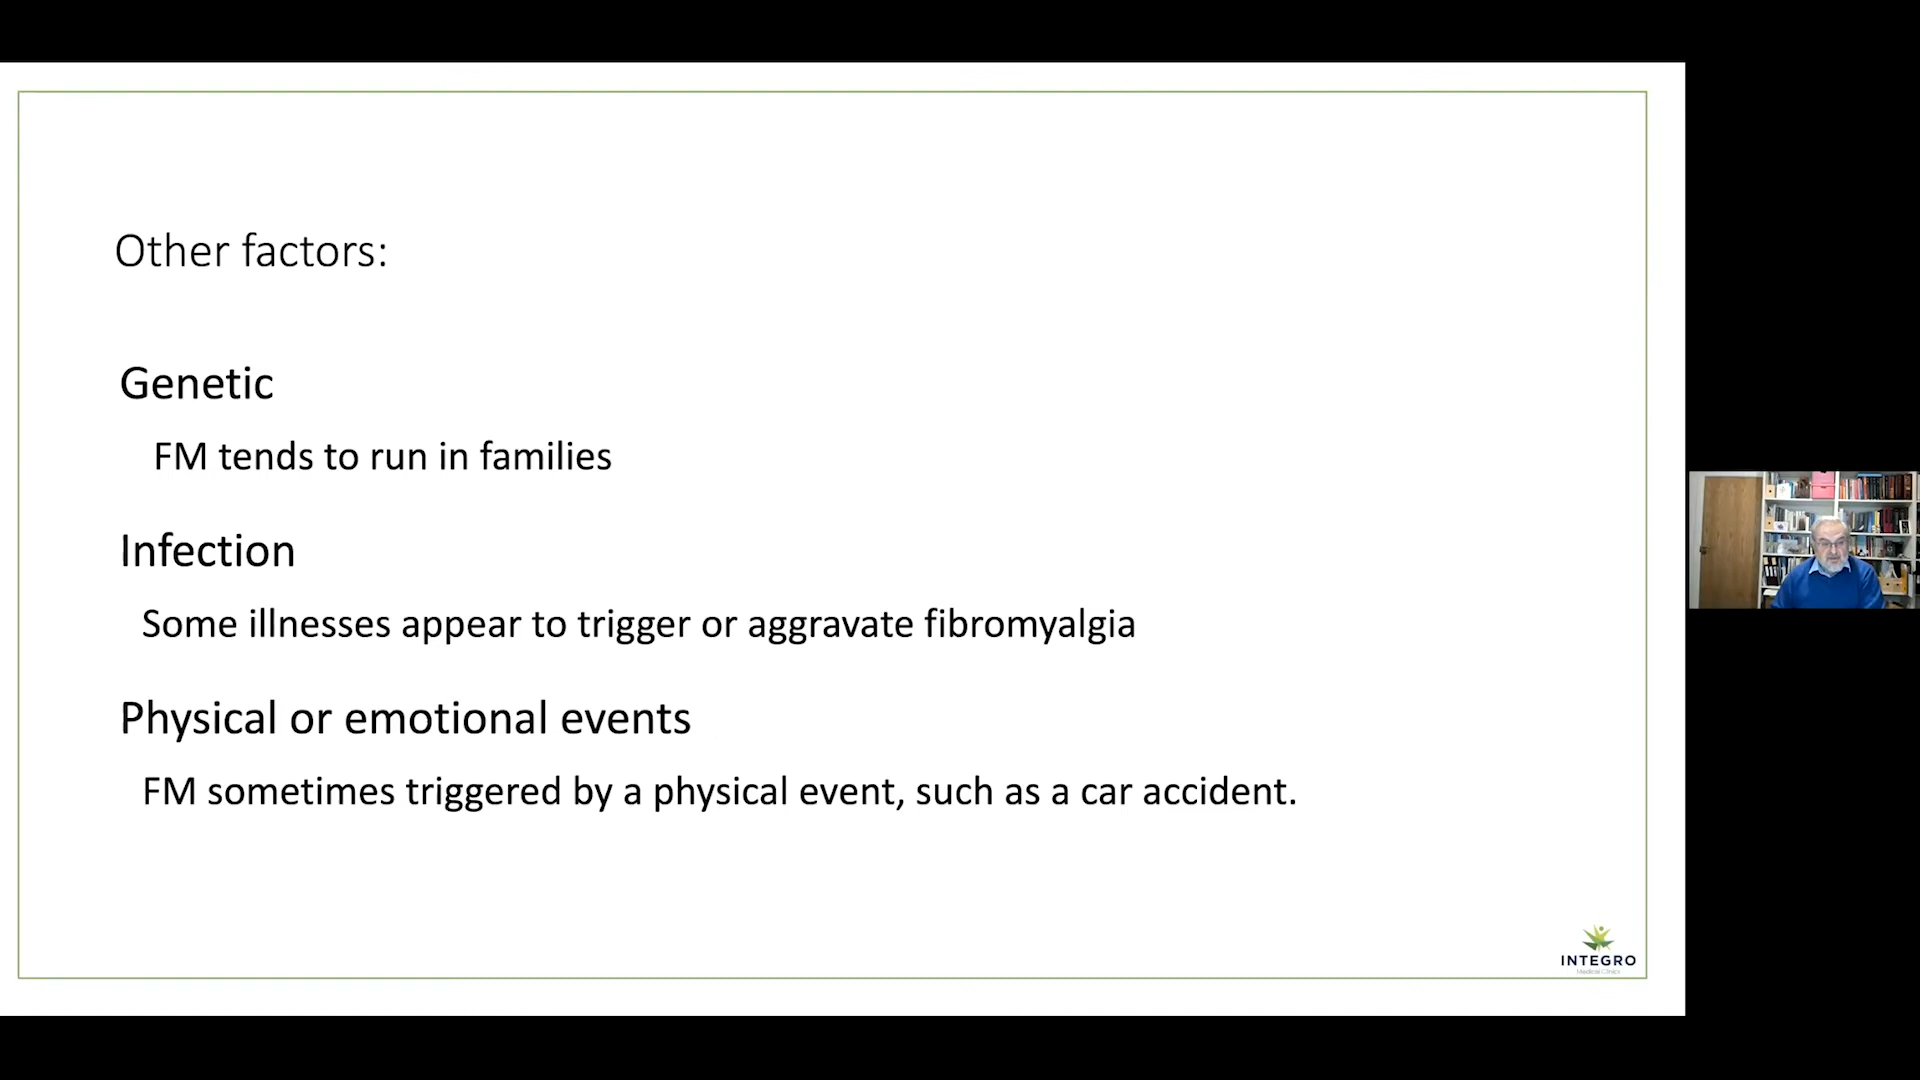 Other factors:
Genetic
FM tends to run in families
Infection
Some illnesses appear to trigger or aggravate fibromyalgia
Physical or emotional events
FM sometimes triggered by a physical event, such as a car accident.
INTEGRO
Medical Clinics